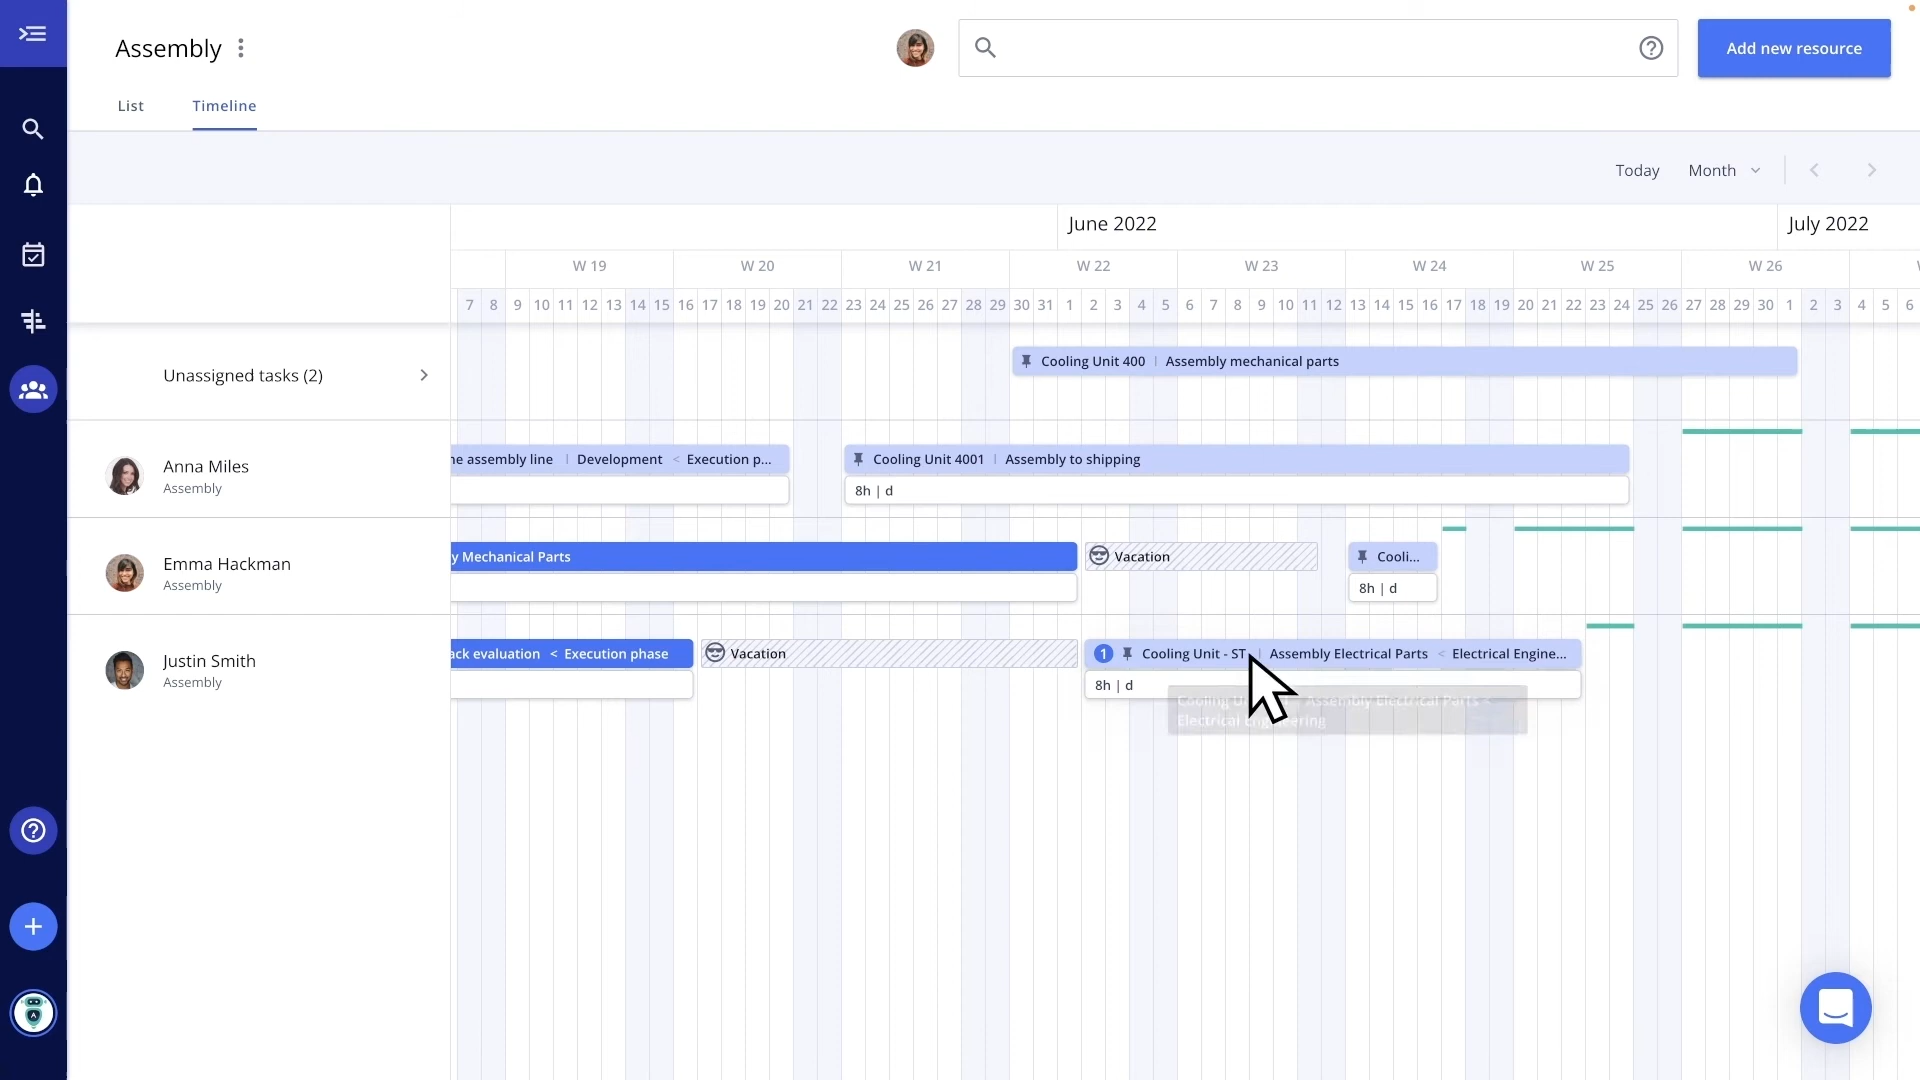 Assembly
Add new resource
List
Timeline
Today
Month
June 2022
July 2022
W 19
W 20
W 21
W 22
W 23
W 24
W 25
W 26
7 8 9 10 11 12 13 14 15 16 17 18 19 20 21 22 23 24 25 26 27 28 29 30 31 1 2 3 4 5 6 7 8 9 10 11 12 13 14 15 16 17 18 19 20 21 22 23 24 25 26 27 28 29 30 1 2 3 4 5 6
Unassigned tasks (2)
Cooling Unit 400 | Assembly mechanical parts
Anna Miles
Assembly
ne assembly line | Development < Execution p...
Cooling Unit 4001 | Assembly to shipping
8h | d
Emma Hackman
Assembly
y Mechanical Parts
Vacation
Cooli...
8h | d
Justin Smith
Assembly
ack evaluation < Execution phase
Vacation
1 Cooling Unit - ST | Assembly Electrical Parts < Electrical Engine...
8h | d
Assembly Electrical Parts <